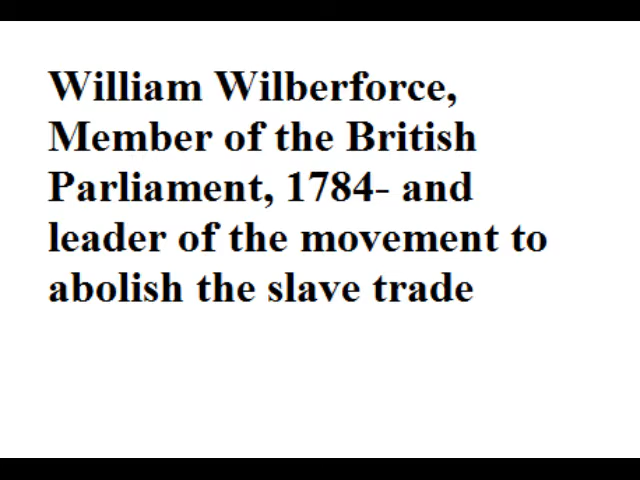 William Wilberforce,
Member of the British
Parliament, 1784- and
leader of the movement to
abolish the slave trade